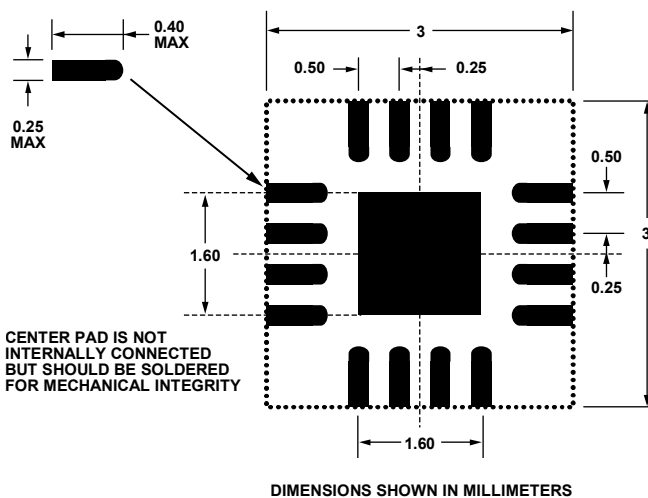 0.40
MAX
0.25
MAX
3
0.50
0.25
0.50
3
0.25
1.60
CENTER PAD IS NOT
INTERNALLY CONNECTED
BUT SHOULD BE SOLDERED
FOR MECHANICAL INTEGRITY
1.60
DIMENSIONS SHOWN IN MILLIMETERS